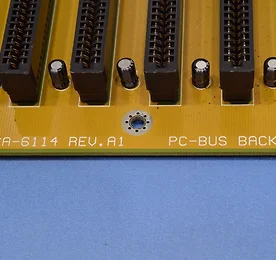 A-6114 REV.A1 PC-BUS BACK